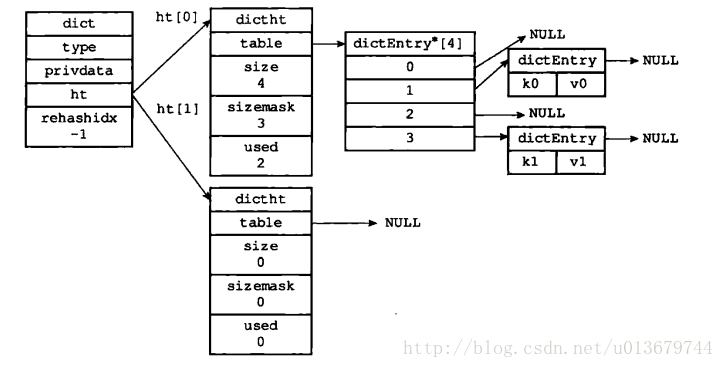 dict
type
privdata
ht
rehashidx
-1
ht[0]
ht[1]
dictht
table
size
4
sizemask
3
used
2
dictEntry*[4]
0
1
2
3
NULL
dictEntry
NULL
k0 v0
NULL
dictEntry
NULL
k1 v1
dictht
table
NULL
size
0
sizemask
0
used
0
http://blog.csdn.net/u013679744